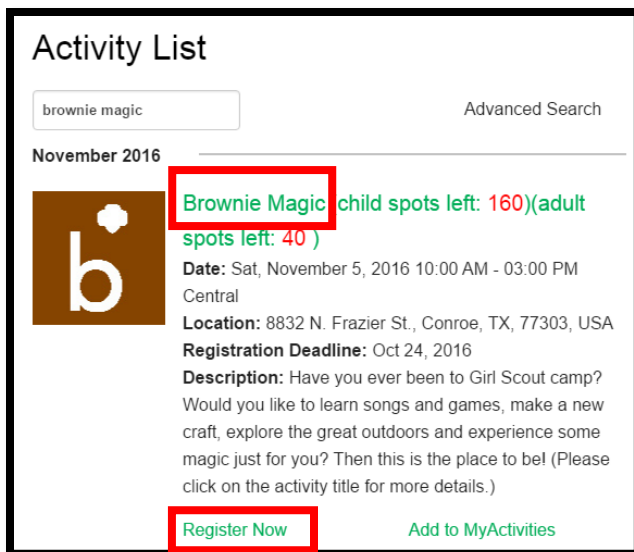 Activity List
brownie magic
Advanced Search
November 2016
b
Brownie Magic child spots left: 160)(adult
spots left: 40 )
Date: Sat, November 5, 2016 10:00 AM - 03:00 PM
Central
Location: 8832 N. Frazier St., Conroe, TX, 77303, USA
Registration Deadline: Oct 24, 2016
Description: Have you ever been to Girl Scout camp?
Would you like to learn songs and games, make a new
craft, explore the great outdoors and experience some
magic just for you? Then this is the place to be! (Please
click on the activity title for more details.)
Register Now
Add to MyActivities